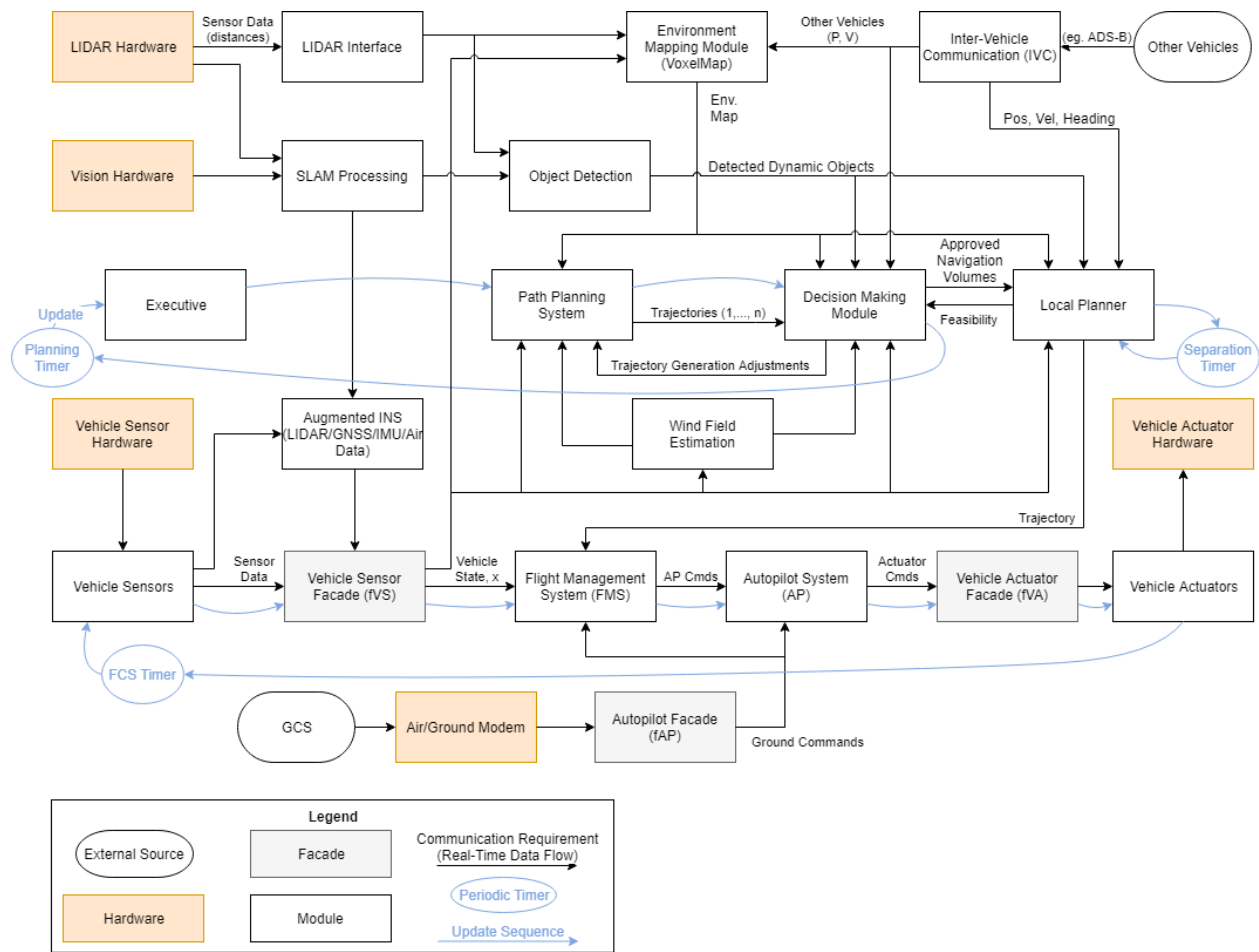 LIDAR Hardware
Sensor Data
(distances)
LIDAR Interface
Environment
Mapping Module
(VoxelMap)
Other Vehicles
(P, V)
Inter-Vehicle
Communication (IVC)
(eg. ADS-B)
Other Vehicles
Env.
Map
Pos, Vel, Heading
Vision Hardware
SLAM Processing
Object Detection
Detected Dynamic Objects
Executive
Update
Planning
Timer
Path Planning
System
Trajectories (1,..., n)
Decision Making
Module
Approved
Navigation
Volumes
Feasibility
Local Planner
Separation
Timer
Trajectory Generation Adjustments
Vehicle Sensor
Hardware
Augmented INS
(LIDAR/GNSS/IMU/Air
Data)
Wind Field
Estimation
Vehicle Actuator
Hardware
Trajectory
Vehicle Sensors
Sensor
Data
Vehicle Sensor
Facade (fVS)
Vehicle
State, x
Flight Management
System (FMS)
AP Cmds
Autopilot System
(AP)
Actuator
Cmds
Vehicle Actuator
Facade (fVA)
Vehicle Actuators
FCS Timer
GCS
Air/Ground Modem
Autopilot Facade
(fAP)
Ground Commands
Legend
External Source
Facade
Communication Requirement
(Real-Time Data Flow)
Hardware
Module
Periodic Timer
Update Sequence